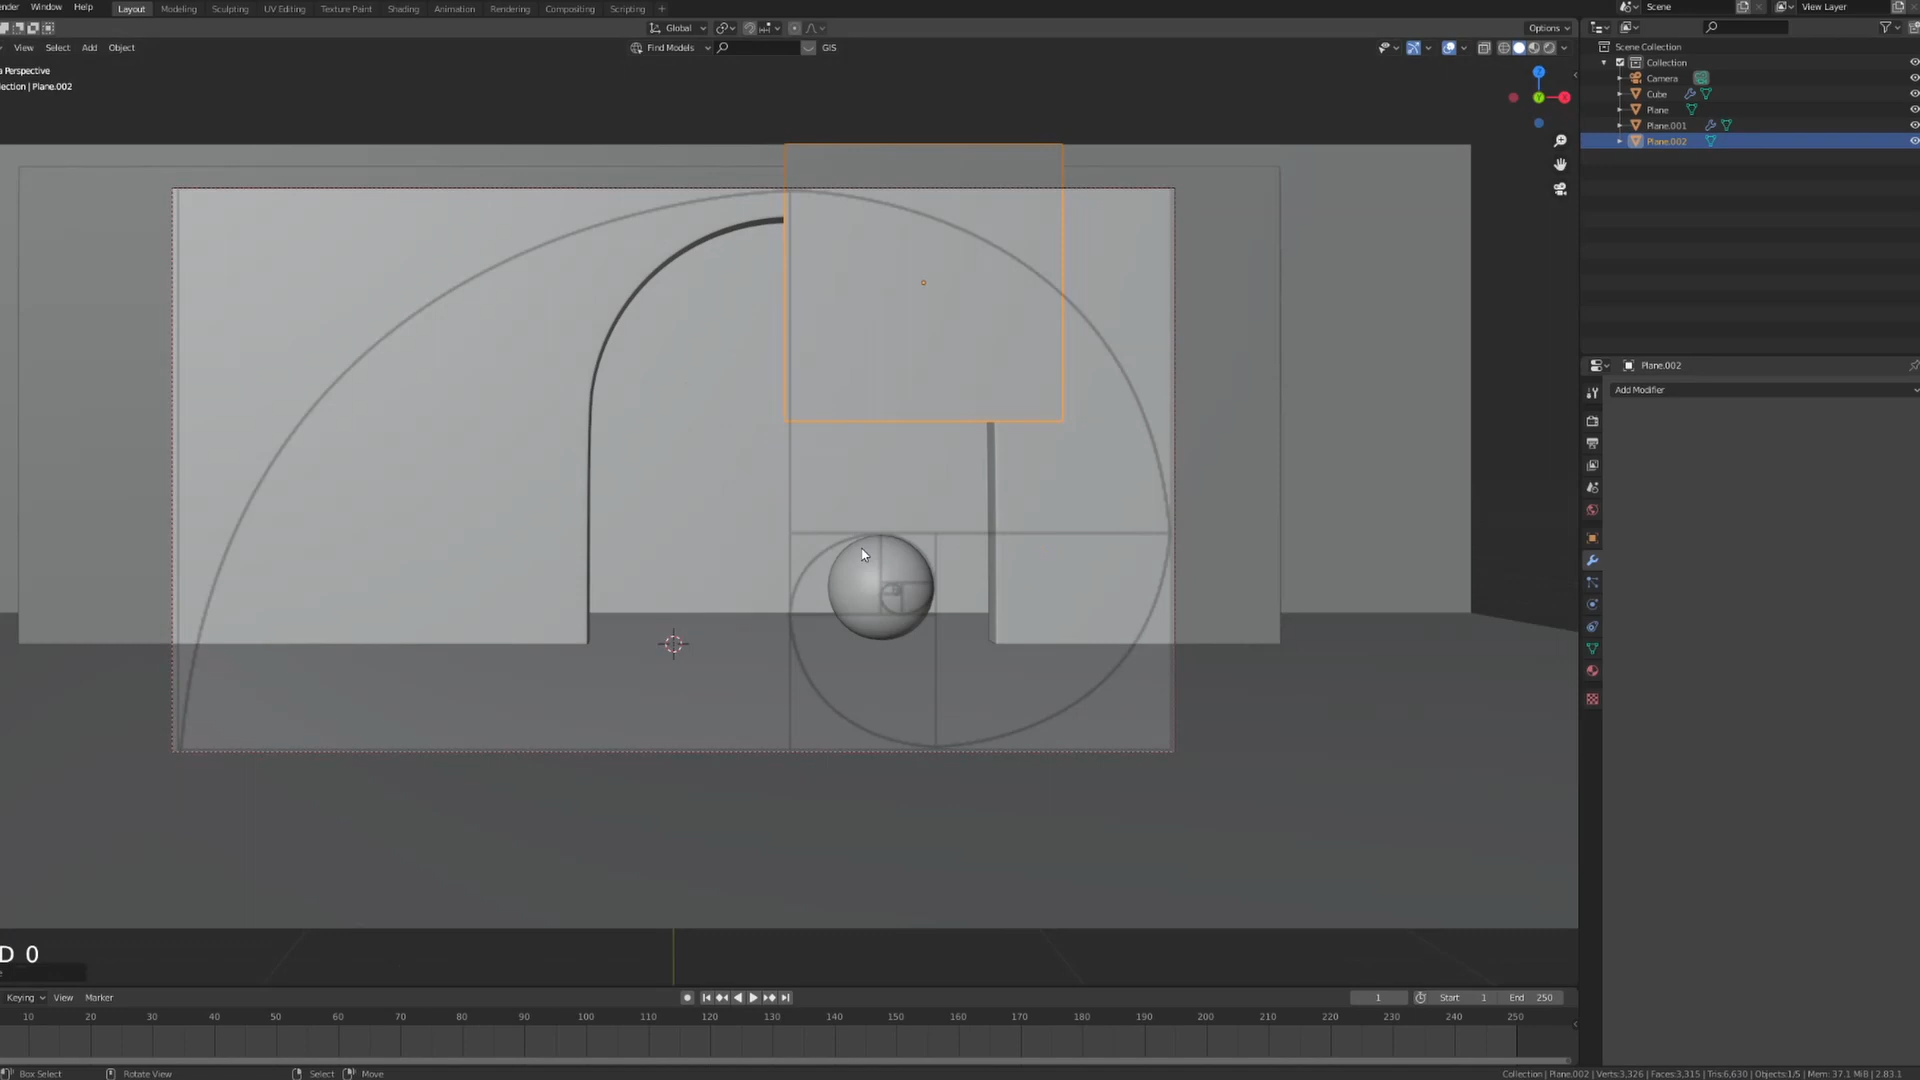 ender Window Help Layout Modeling Sculpting UV Editing Texture Paint Shading Animation Rendering Compositing Scripting + Scene View Layer
Global Options
View Select Add Object Find Models GIS
a Perspective
ection | Plane.002
Scene Collection
Collection
Camera
Cube
Plane
Plane.001
Plane.002
Z
Y
X
Plane.002
Add Modifier
D 0
Keying View Marker 1 Start 1 End 250
10 20 30 40 50 60 70 80 90 100 110 120 130 140 150 160 170 180 190 200 210 220 230 240 250
Box Select Rotate View Select Move Collection | Plane.002 | Verts:3,326 | Faces:3,315 | Tris:6,630 | Objects:1/5 | Mem: 37.1 MiB | 2.83.1